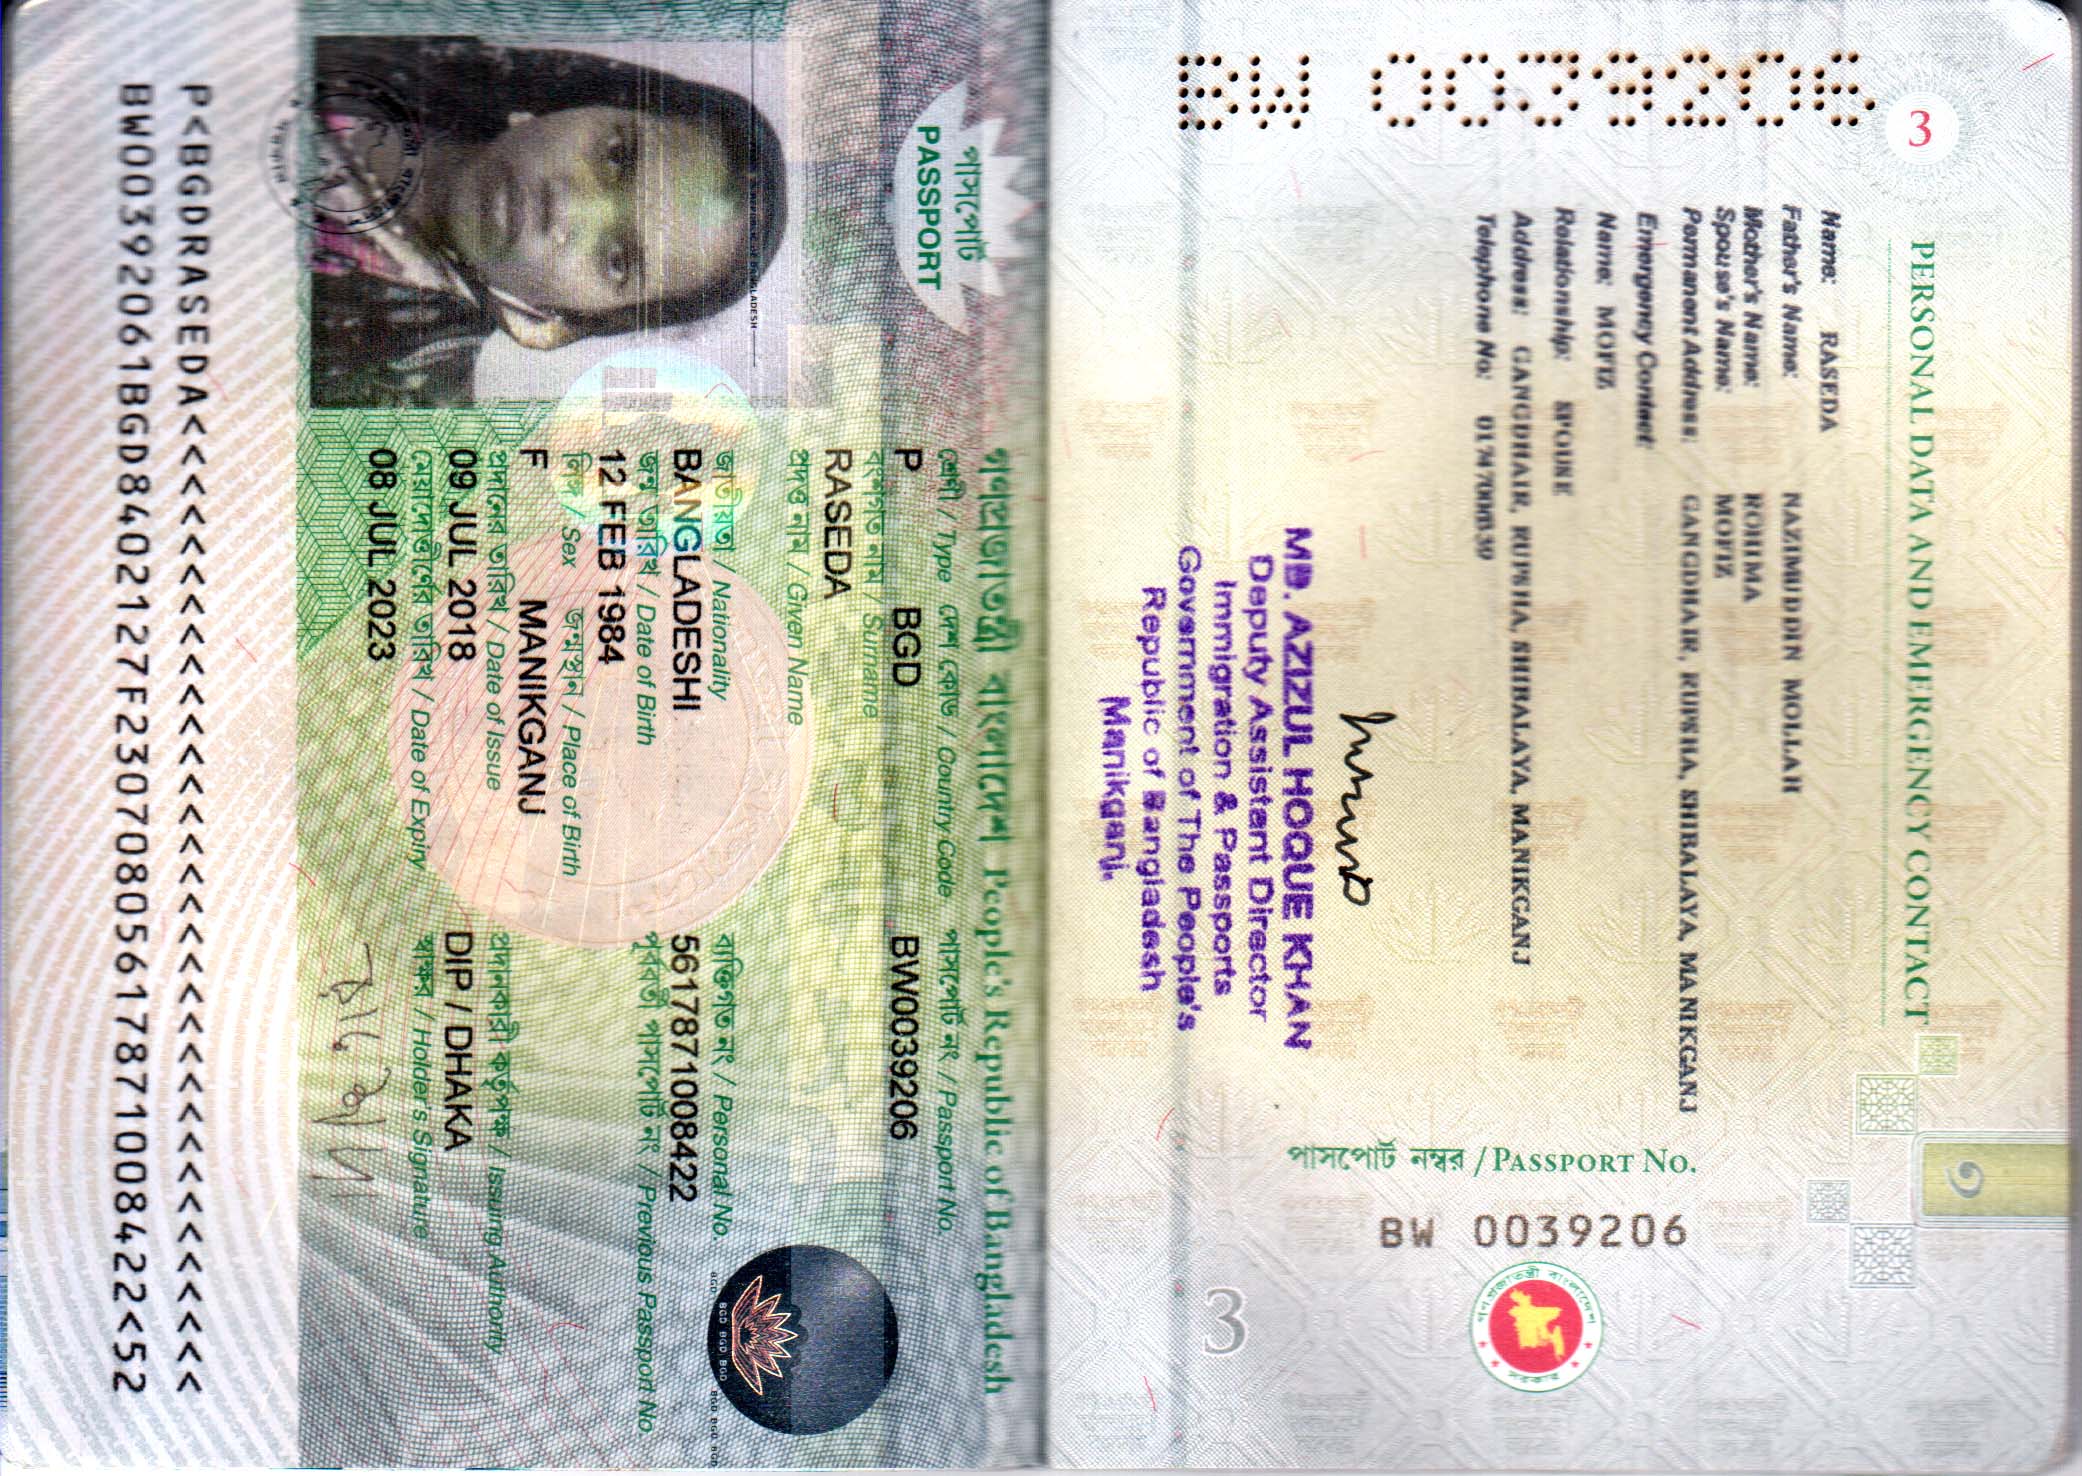 PERSONAL DATA AND EMERGENCY CONTACT
Name: RASEDA
Father's Name: NAZIMUDDIN MOLLAH
Mother's Name: ROHIMA
Spouse's Name: MOFIZ
Permanent Address: GANGDHAIR, RUPSHA, SHIBALAYA, MANIKGANJ
Emergency Contact
Name: MOFIZ
Relationship: SPOUSE
Address: GANGDHAIR, RUPSHA, SHIBALAYA, MANIKGANJ
Telephone No:
পাসপোর্ট নম্বর / PASSPORT NO.
BW 0039206
৩
3
3
BW 0039206
MD. AZIZUL HOQUE KHAN
Deputy Assistant Director
Immigration & Passports
Government of The People's
Republic of Bangladesh
Manikganj.
গণপ্রজাতন্ত্রী বাংলাদেশ People's Republic of Bangladesh
পাসপোর্ট
PASSPORT
শ্রেণী / Type দেশ কোড / Country Code পাসপোর্ট নং / Passport No.
P BGD BW0039206
বংশগত নাম / Surname
RASEDA
প্রদত্ত নাম / Given Name
জাতীয়তা / Nationality ব্যক্তিগত নং / Personal No.
BANGLADESHI 5617871008422
জন্ম তারিখ / Date of Birth পূর্ববর্তী পাসপোর্ট নং / Previous Passport No.
12 FEB 1984
লিঙ্গ / Sex জন্মস্থান / Place of Birth
F MANIKGANJ
প্রদানের তারিখ / Date of Issue প্রদানকারী কর্তৃপক্ষ / Issuing Authority
09 JUL 2018 DIP / DHAKA
মেয়াদোত্তীর্ণের তারিখ / Date of Expiry স্বাক্ষর / Holder's Signature
08 JUL 2023
BGD BGD BGD
P<BGDRASEDA<<<<<<<<<<<<<<<<<<<<<<<<<<<<<<<<<
BW00392061BGD8402127F23070805617871008422<52